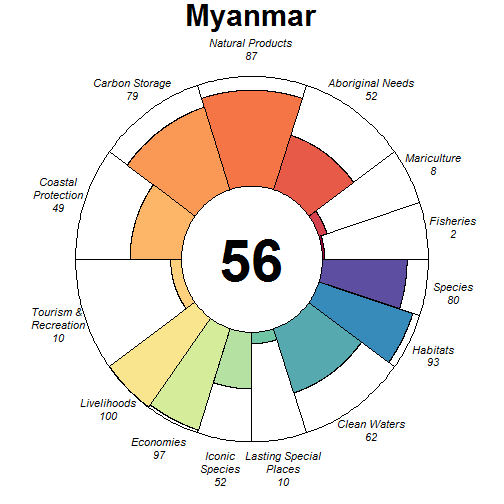 Myanmar
Natural Products
87
Carbon Storage
79
Aboriginal Needs
52
Mariculture
8
Coastal
Protection
49
Fisheries
2
56
Species
80
Tourism &
Recreation
10
Habitats
93
Livelihoods
100
Clean Waters
62
Economies
97
Iconic
Species
52
Lasting Special
Places
10